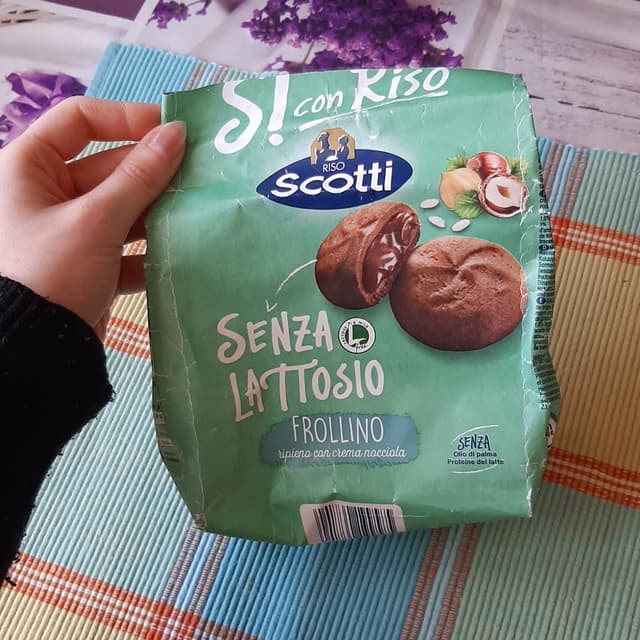 Sì con Riso
RISO
SCOTTI
SENZA
LATTOSIO
FROLLINO
ripieno con crema nocciola
SENZA
Olio di palma
Proteine del latte